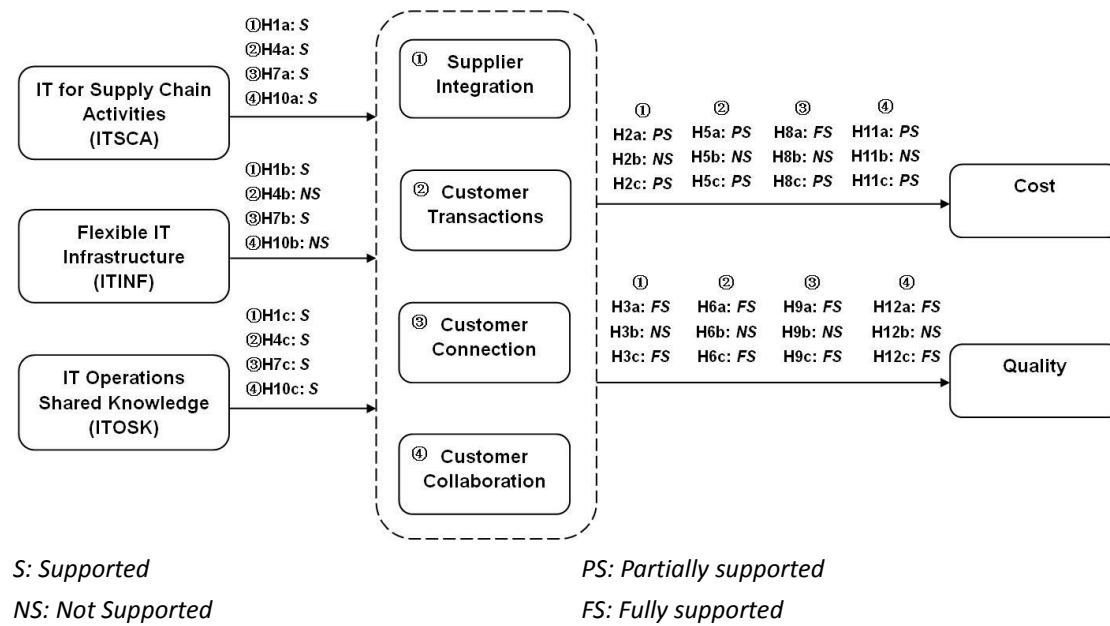 ①H1a: S
②H4a: S
③H7a: S
④H10a: S
IT for Supply Chain
Activities
(ITSCA)
①H1b: S
②H4b: NS
③H7b: S
④H10b: NS
Flexible IT
Infrastructure
(ITINF)
①H1c: S
②H4c: S
③H7c: S
④H10c: S
IT Operations
Shared Knowledge
(ITOSK)
① Supplier
Integration
② Customer
Transactions
③ Customer
Connection
④ Customer
Collaboration
① ② ③ ④
H2a: PS H5a: PS H8a: FS H11a: PS
H2b: NS H5b: NS H8b: NS H11b: NS
H2c: PS H5c: PS H8c: PS H11c: PS
Cost
① ② ③ ④
H3a: FS H6a: FS H9a: FS H12a: FS
H3b: NS H6b: NS H9b: NS H12b: NS
H3c: FS H6c: FS H9c: FS H12c: FS
Quality
S: Supported PS: Partially supported
NS: Not Supported FS: Fully supported